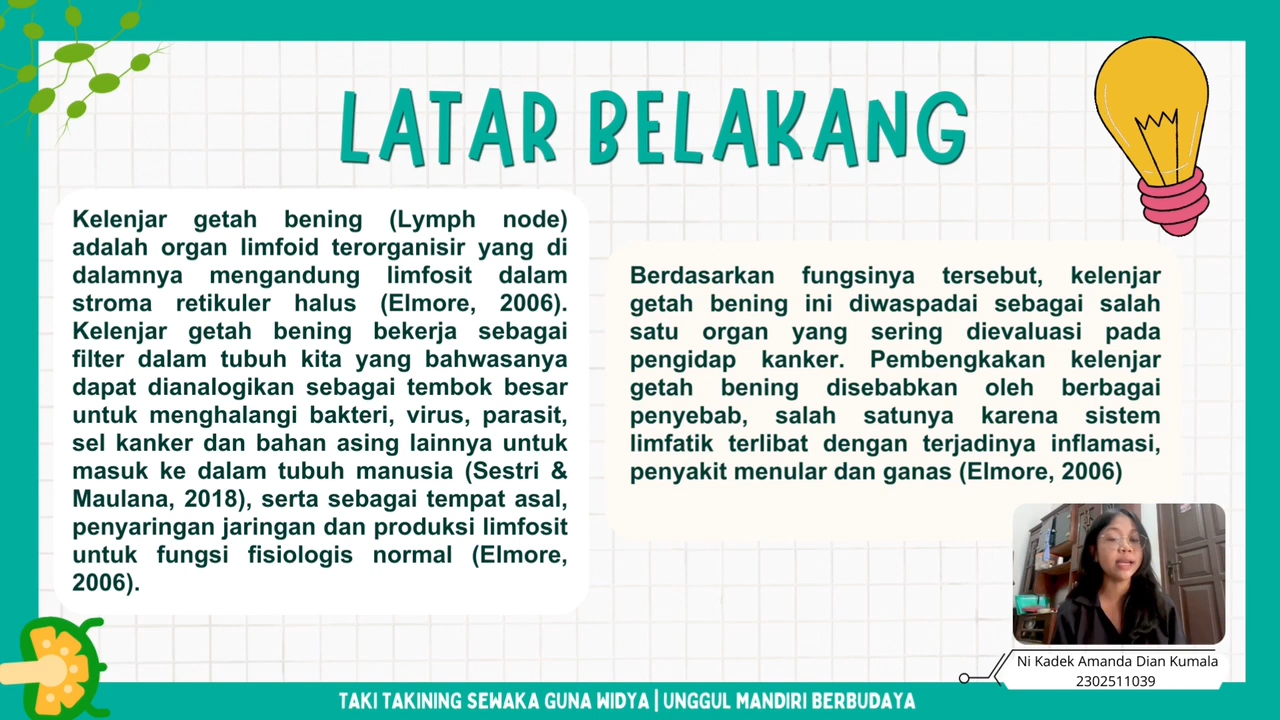 LATAR BELAKANG
Kelenjar getah bening (Lymph node)
adalah organ limfoid terorganisir yang di
dalamnya mengandung limfosit dalam
stroma retikuler halus (Elmore, 2006).
Kelenjar getah bening bekerja sebagai
filter dalam tubuh kita yang bahwasanya
dapat dianalogikan sebagai tembok besar
untuk menghalangi bakteri, virus, parasit,
sel kanker dan bahan asing lainnya untuk
masuk ke dalam tubuh manusia (Sestri &
Maulana, 2018), serta sebagai tempat asal,
penyaringan jaringan dan produksi limfosit
untuk fungsi fisiologis normal (Elmore,
2006).
Berdasarkan fungsinya tersebut, kelenjar
getah bening ini diwaspadai sebagai salah
satu organ yang sering dievaluasi pada
pengidap kanker. Pembengkakan kelenjar
getah bening disebabkan oleh berbagai
penyebab, salah satunya karena sistem
limfatik terlibat dengan terjadinya inflamasi,
penyakit menular dan ganas (Elmore, 2006)
Ni Kadek Amanda Dian Kumala
2302511039
TAKI TAKINING SEWAKA GUNA WIDYA | UNGGUL MANDIRI BERBUDAYA